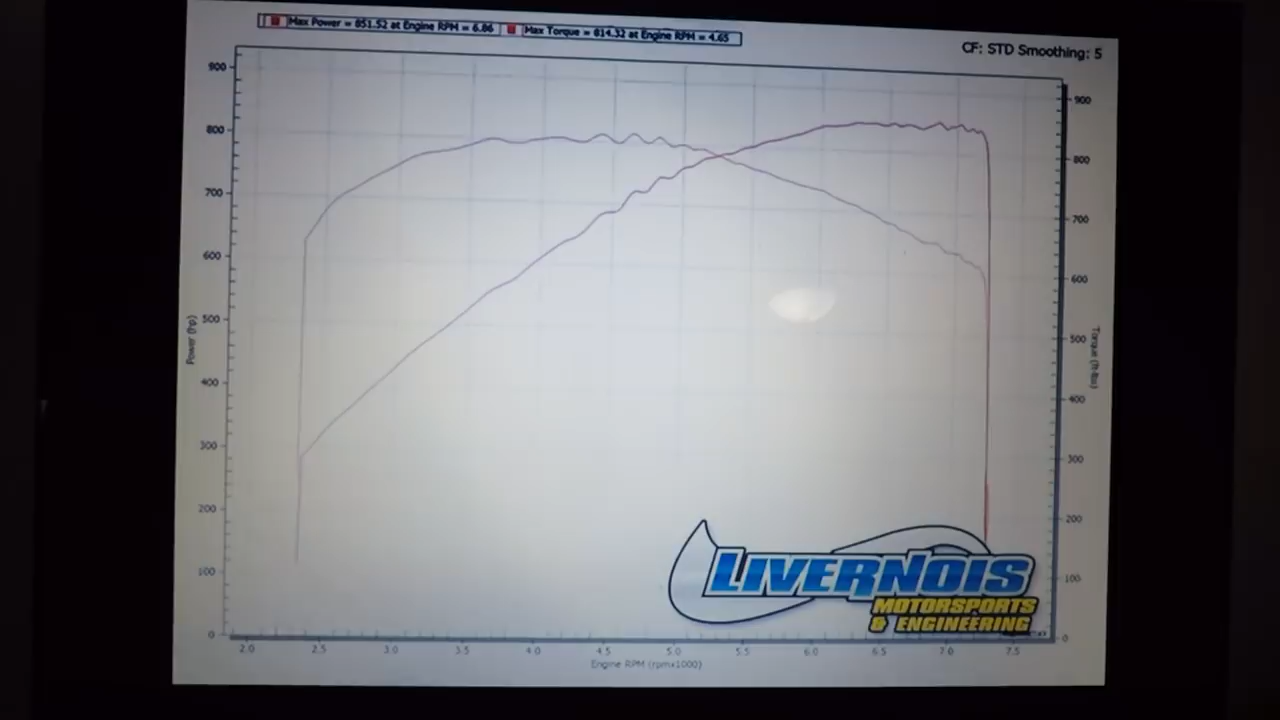 Max Power = 851.52 at Engine RPM = 6.86 Max Torque = 814.32 at Engine RPM = 4.65
CF: STD Smoothing: 5
900
800
700
600
500
400
300
200
100
0
Power (hp)
900
800
700
600
500
400
300
200
100
0
Torque (ft-lbs)
2.0 2.5 3.0 3.5 4.0 4.5 5.0 5.5 6.0 6.5 7.0 7.5
Engine RPM (rpmx1000)
LIVERNOIS
MOTORSPORTS
& ENGINEERING